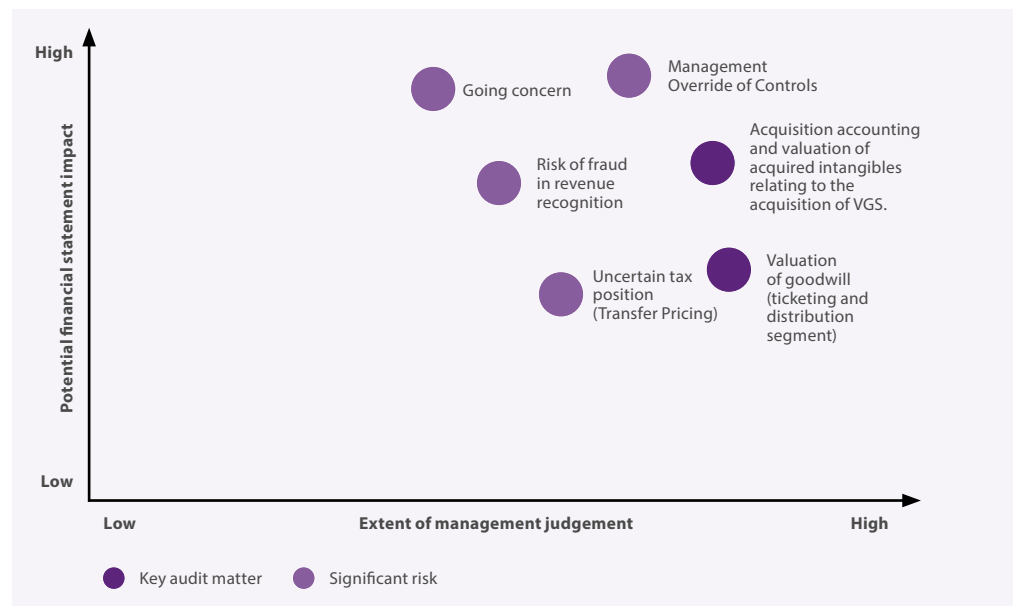 High
Potential financial statement impact
Low
Going concern
Management
Override of Controls
Acquisition accounting
and valuation of
acquired intangibles
relating to the
acquisition of VGS.
Risk of fraud
in revenue
recognition
Valuation
of goodwill
(ticketing and
distribution
segment)
Uncertain tax
position
(Transfer Pricing)
Low
Extent of management judgement
High
Key audit matter
Significant risk